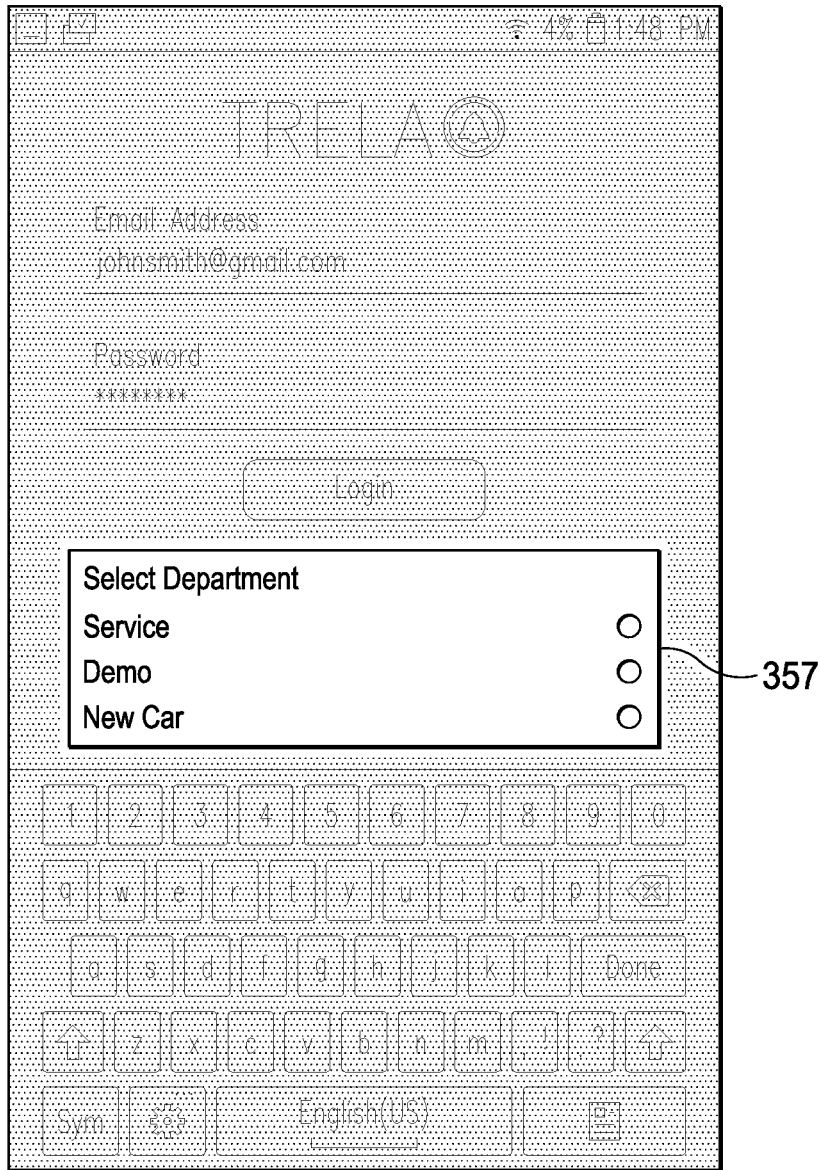 4% 1:48 PM
TRELA
Email Address
johnsmith@gmail.com
Password
********
Login
Select Department
Service
Demo
New Car
357
1 2 3 4 5 6 7 8 9 0
q w e r t y u i o p
a s d f g h j k l Done
z x c v b n m , ! . ?
Sym English(US)